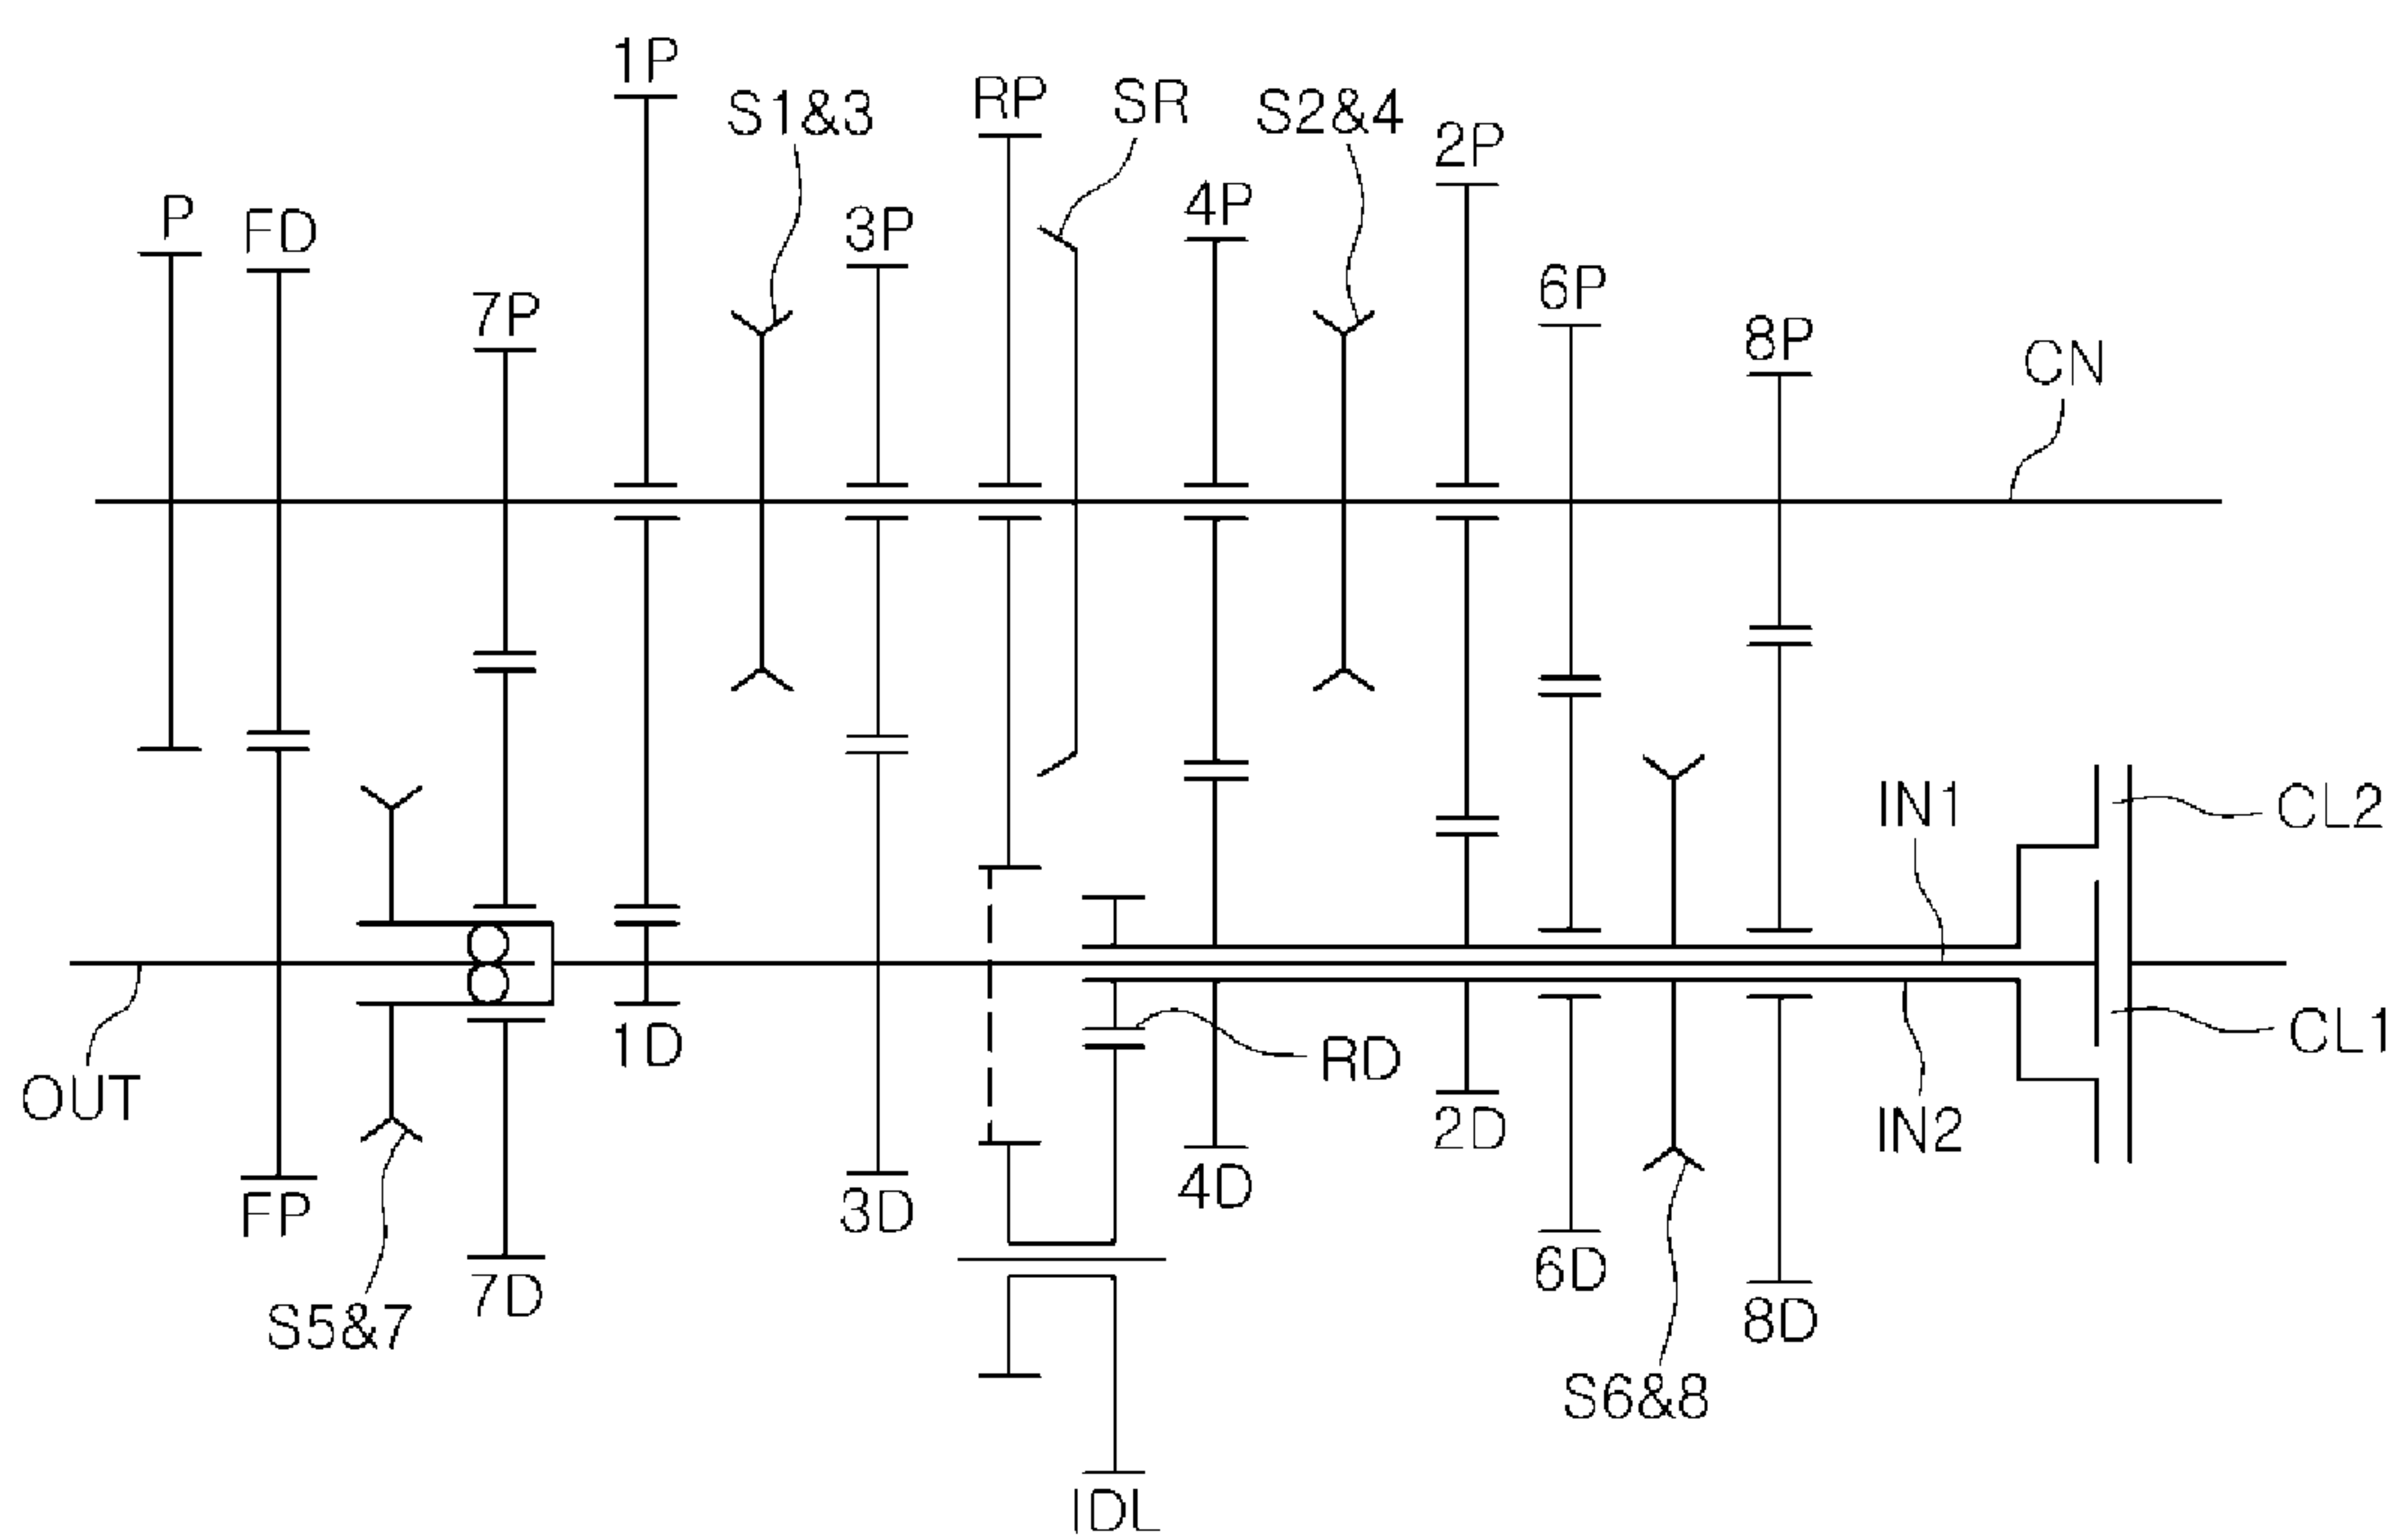 1P
RP
SR
S1&3
S2&4
2P
P
FD
3P
4P
7P
6P
8P
CN
IN1
CL2
1D
RD
CL1
OUT
2D
IN2
FP
3D
4D
7D
6D
8D
S5&7
S6&8
IDL